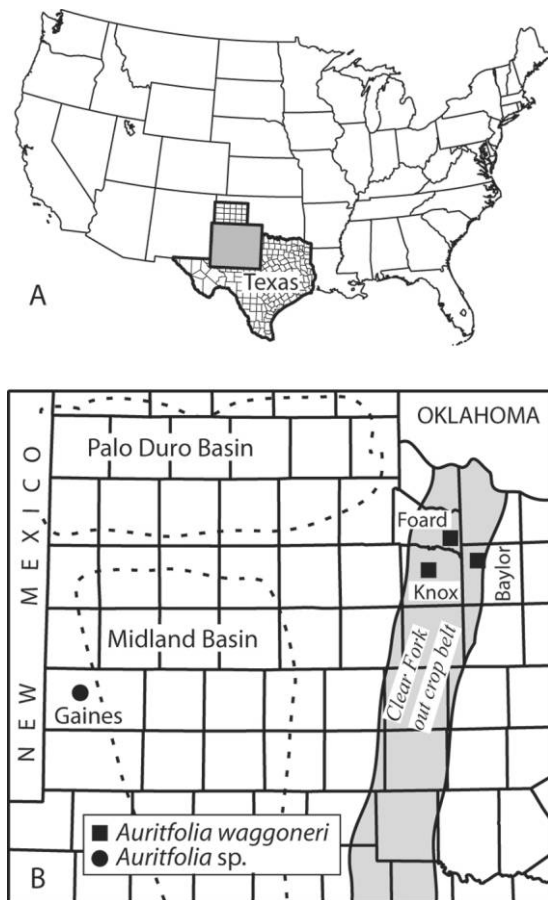 Texas
A
OKLAHOMA
Palo Duro Basin
NEW MEXICO
Foard
Baylor
Knox
Midland Basin
Clear Fork
out crop belt
Gaines
Auritfolia waggoneri
Auritfolia sp.
B